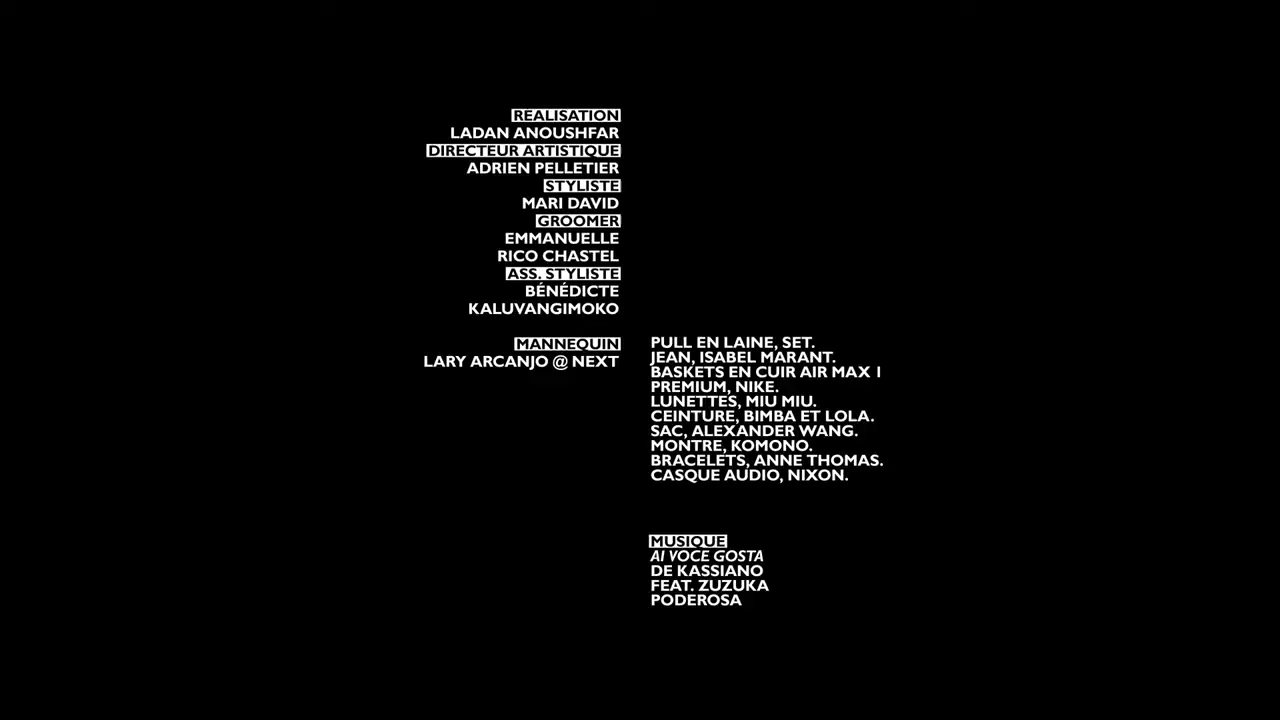 RÉALISATION
LADAN ANOUSHFAR
DIRECTEUR ARTISTIQUE
ADRIEN PELLETIER
STYLISTE
MARI DAVID
GROOMER
EMMANUELLE
RICO CHASTEL
ASS. STYLISTE
BÉNÉDICTE
KALUVANGIMOKO
MANNEQUIN
LARY ARCANJO @ NEXT
PULL EN LAINE, SET.
JEAN, ISABEL MARANT.
BASKETS EN CUIR AIR MAX 1
PREMIUM, NIKE.
LUNETTES, MIU MIU.
CEINTURE, BIMBA ET LOLA.
SAC, ALEXANDER WANG.
MONTRE, KOMONO.
BRACELETS, ANNE THOMAS.
CASQUE AUDIO, NIXON.
MUSIQUE
AI VOCE GOSTA
DE KASSIANO
FEAT. ZUZUKA
PODEROSA